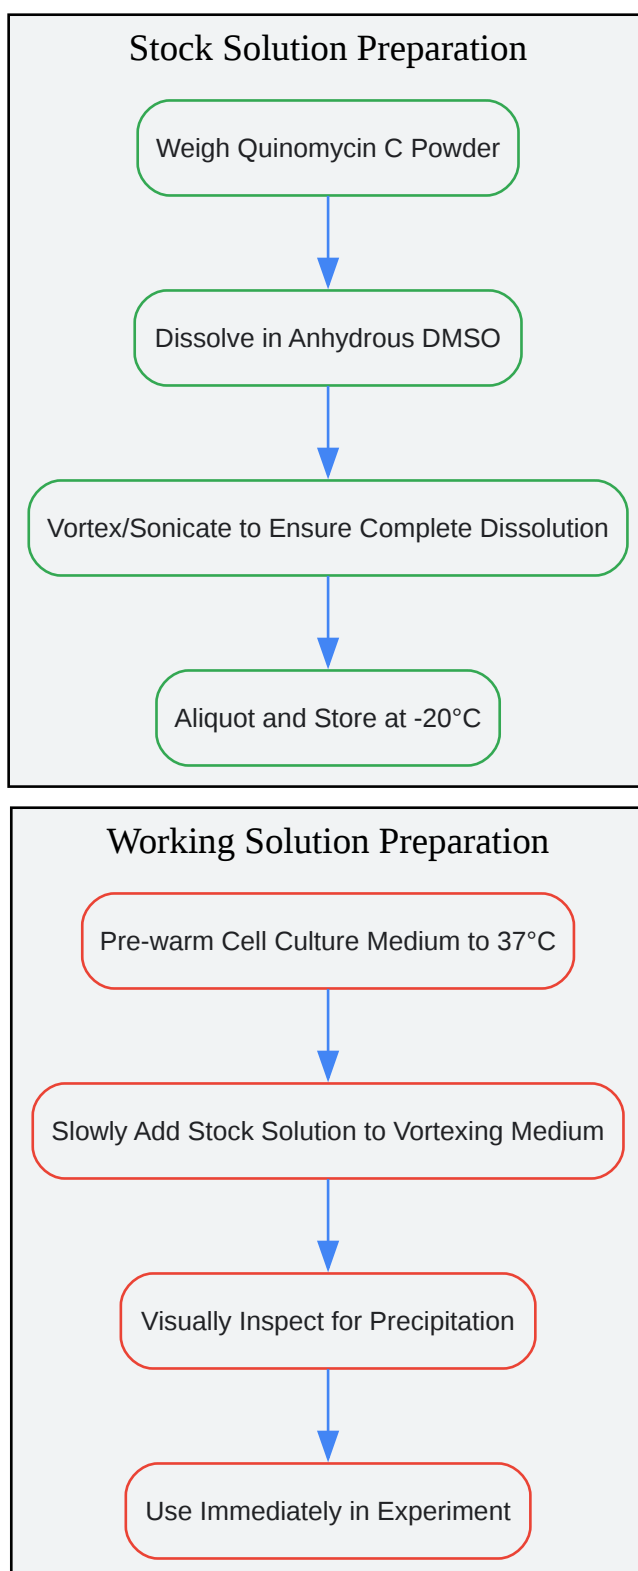 Stock Solution Preparation
Weigh Quinomycin C Powder
Dissolve in Anhydrous DMSO
Vortex/Sonicate to Ensure Complete Dissolution
Aliquot and Store at -20°C
Working Solution Preparation
Pre-warm Cell Culture Medium to 37°C
Slowly Add Stock Solution to Vortexing Medium
Visually Inspect for Precipitation
Use Immediately in Experiment